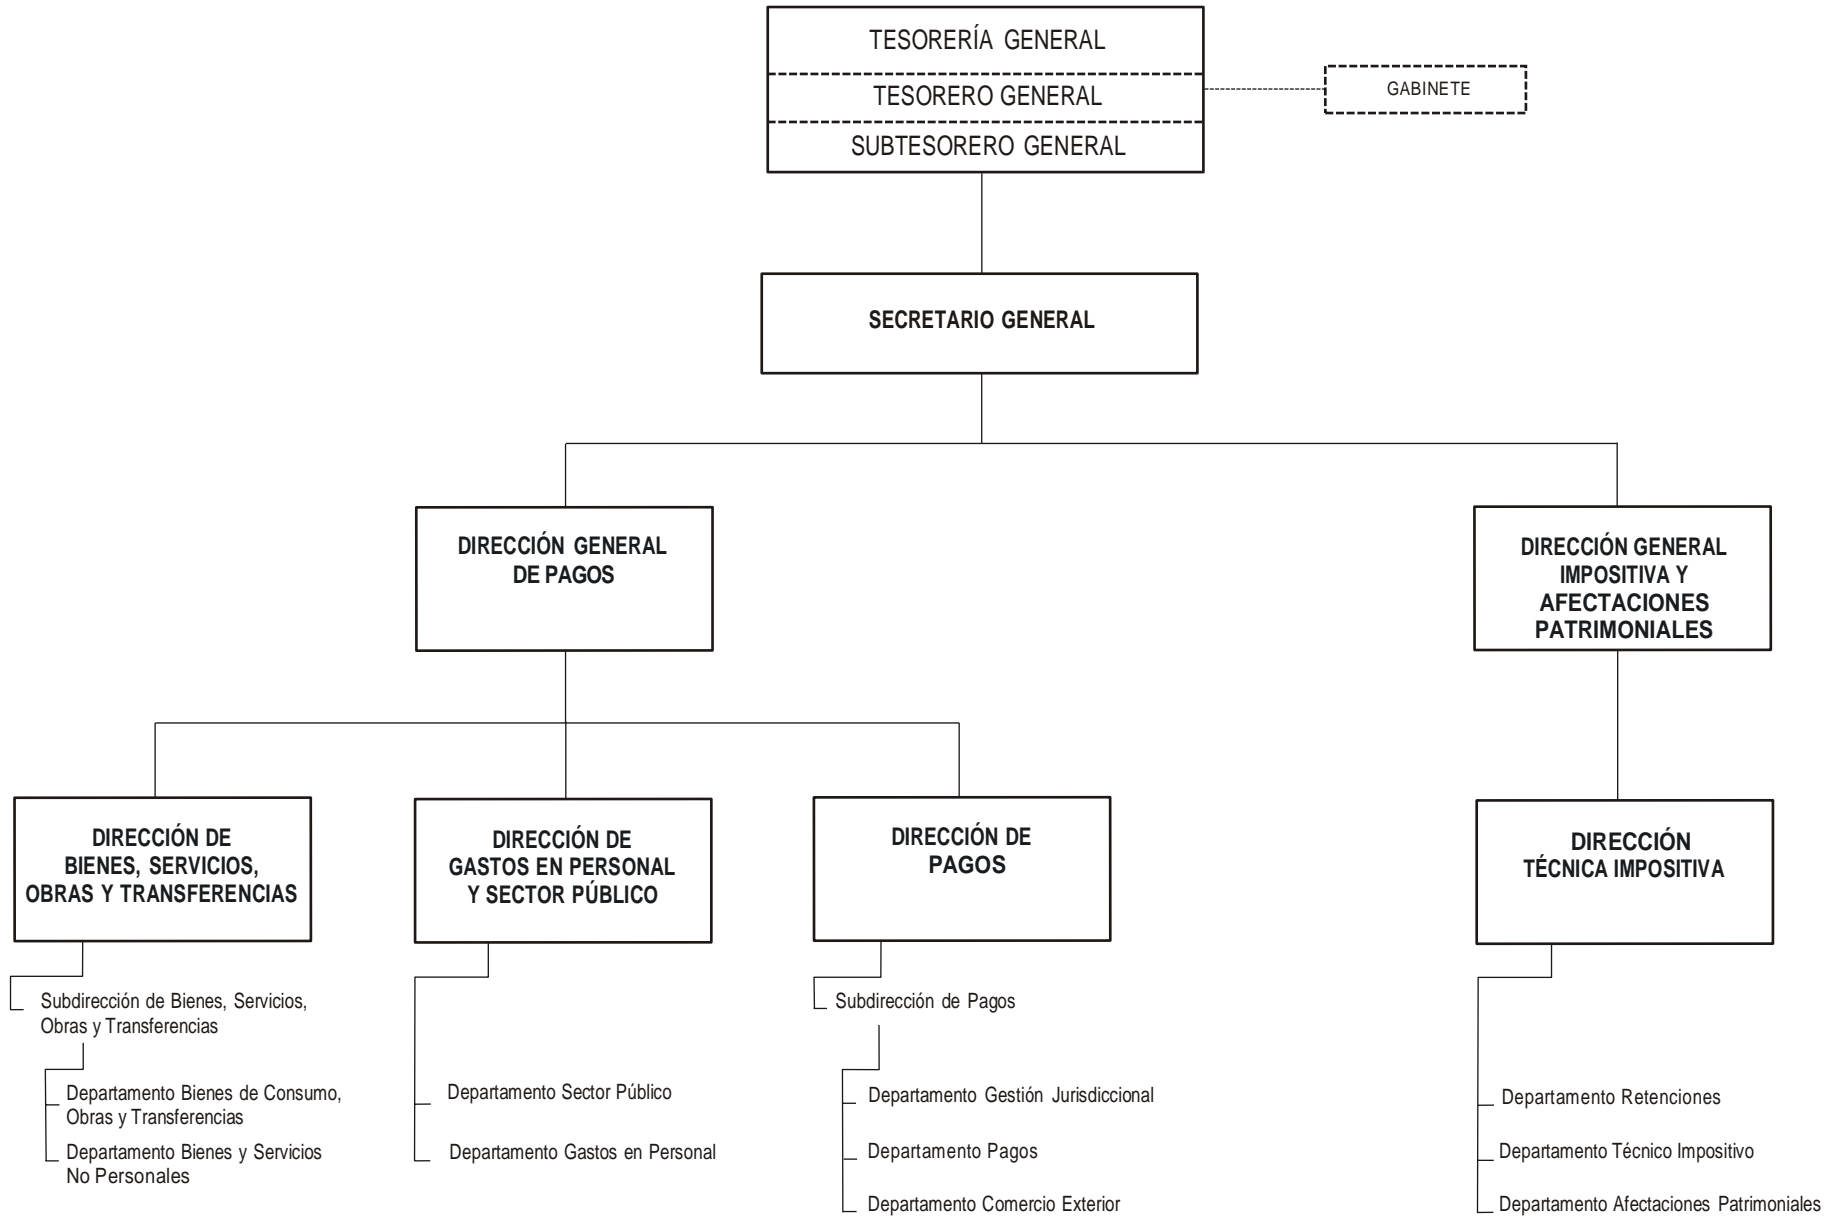 TESORERÍA GENERAL
TESORERO GENERAL
SUBTESORERO GENERAL
GABINETE
SECRETARIO GENERAL
DIRECCIÓN GENERAL
DE PAGOS
DIRECCIÓN GENERAL
IMPOSITIVA Y
AFECTACIONES
PATRIMONIALES
DIRECCIÓN DE
BIENES, SERVICIOS,
OBRAS Y TRANSFERENCIAS
DIRECCIÓN DE
GASTOS EN PERSONAL
Y SECTOR PÚBLICO
DIRECCIÓN DE
PAGOS
DIRECCIÓN
TÉCNICA IMPOSITIVA
Subdirección de Bienes, Servicios,
Obras y Transferencias
Departamento Bienes de Consumo,
Obras y Transferencias
Departamento Bienes y Servicios
No Personales
Departamento Sector Público
Departamento Gastos en Personal
Subdirección de Pagos
Departamento Gestión Jurisdiccional
Departamento Pagos
Departamento Comercio Exterior
Departamento Retenciones
Departamento Técnico Impositivo
Departamento Afectaciones Patrimoniales